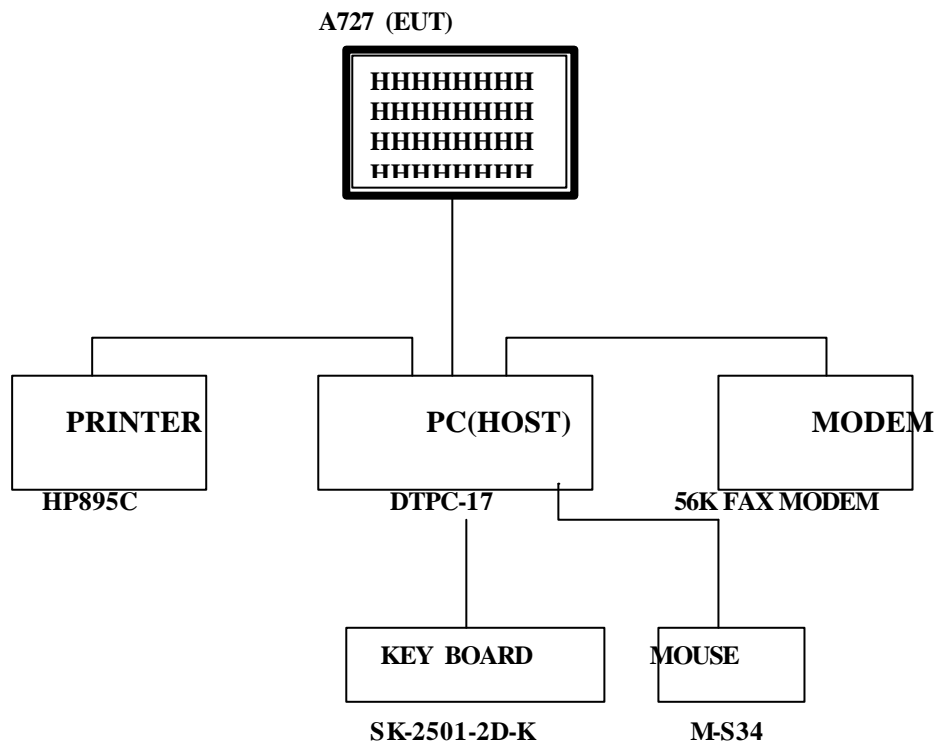 A727 (EUT)
HHHHHHHH
HHHHHHHH
HHHHHHHH
HHHHHHHH
PRINTER
PC(HOST)
MODEM
HP895C
DTPC-17
56K FAX MODEM
KEY BOARD
MOUSE
SK-2501-2D-K
M-S34